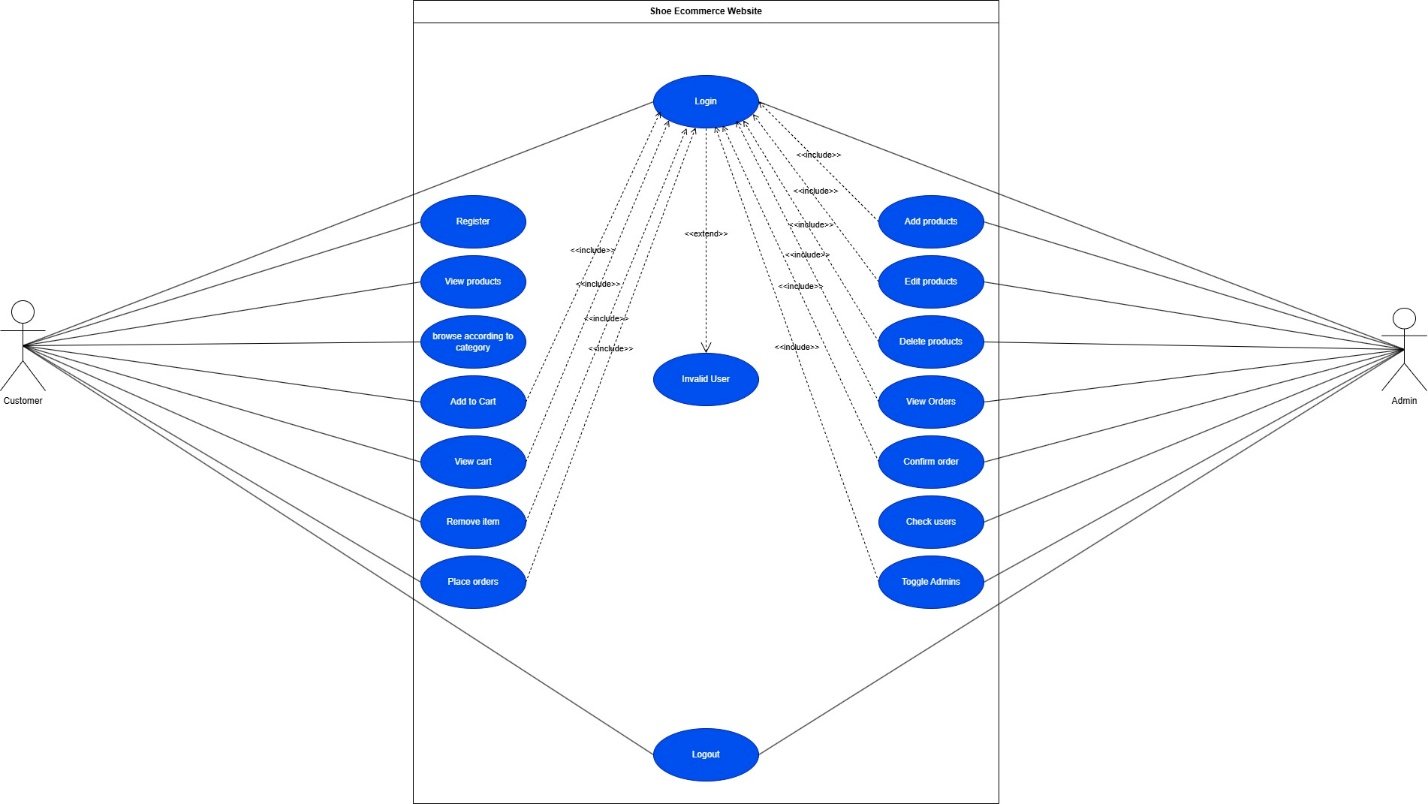 Shoe Ecommerce Website
Login
<<include>>
<<include>>
Register
Add products
<<include>>
<<extend>>
<<include>>
<<include>>
View products
<<include>>
<<include>>
Edit products
<<include>>
browse according to
category
Delete products
<<include>>
<<include>>
Invalid User
Customer
Add to Cart
View Orders
Admin
View cart
Confirm order
Remove item
Check users
Place orders
Toggle Admins
Logout